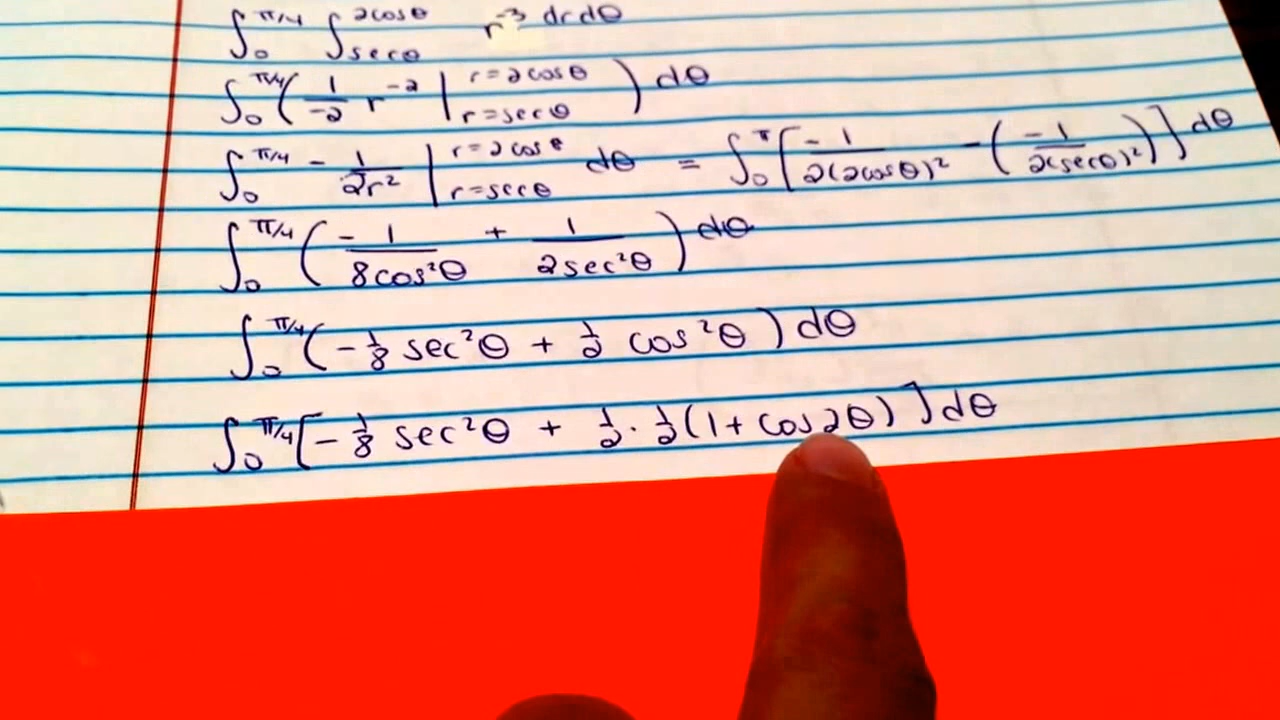 ∫₀^π/4 ∫_secθ^2cosθ r⁻³ dr dθ
∫₀^π/4 (1/-2 r⁻² |_r=secθ^r=2cosθ) dθ
∫₀^π/4 - 1/2r² |_r=secθ^r=2cosθ dθ = ∫₀^π [-1/2(2cosθ)² - (-1/2(secθ)²)] dθ
∫₀^π/4 (-1/8cos²θ + 1/2sec²θ) dθ
∫₀^π/4 (-1/8 sec²θ + 1/2 cos²θ) dθ
∫₀^π/4 [-1/8 sec²θ + 1/2 · 1/2 (1 + cos2θ)] dθ